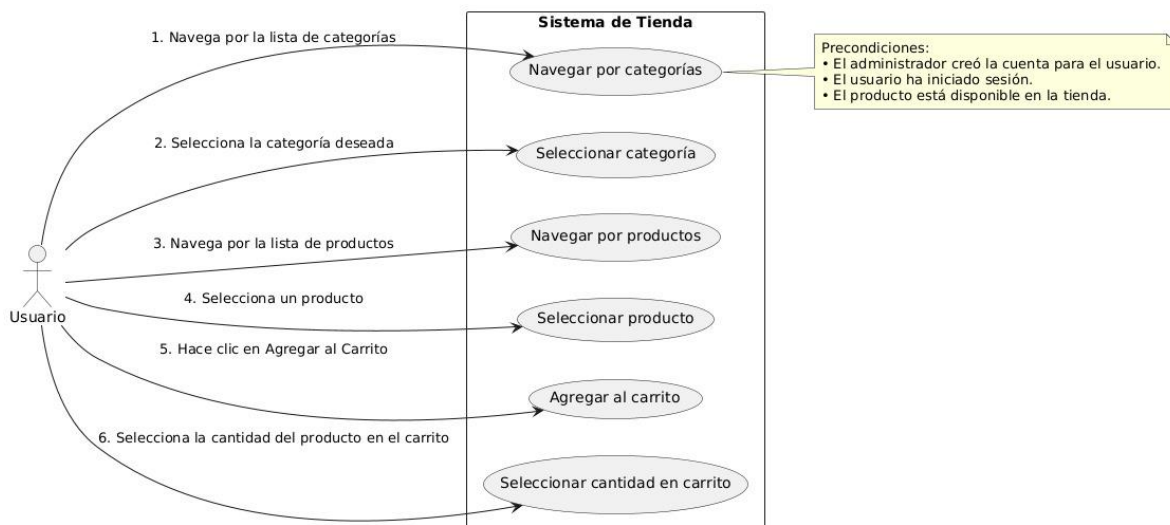 Sistema de Tienda
1. Navega por la lista de categorías
Navegar por categorías
Precondiciones:
• El administrador creó la cuenta para el usuario.
• El usuario ha iniciado sesión.
• El producto está disponible en la tienda.
2. Selecciona la categoría deseada
Seleccionar categoría
3. Navega por la lista de productos
Navegar por productos
4. Selecciona un producto
Seleccionar producto
Usuario
5. Hace clic en Agregar al Carrito
Agregar al carrito
6. Selecciona la cantidad del producto en el carrito
Seleccionar cantidad en carrito